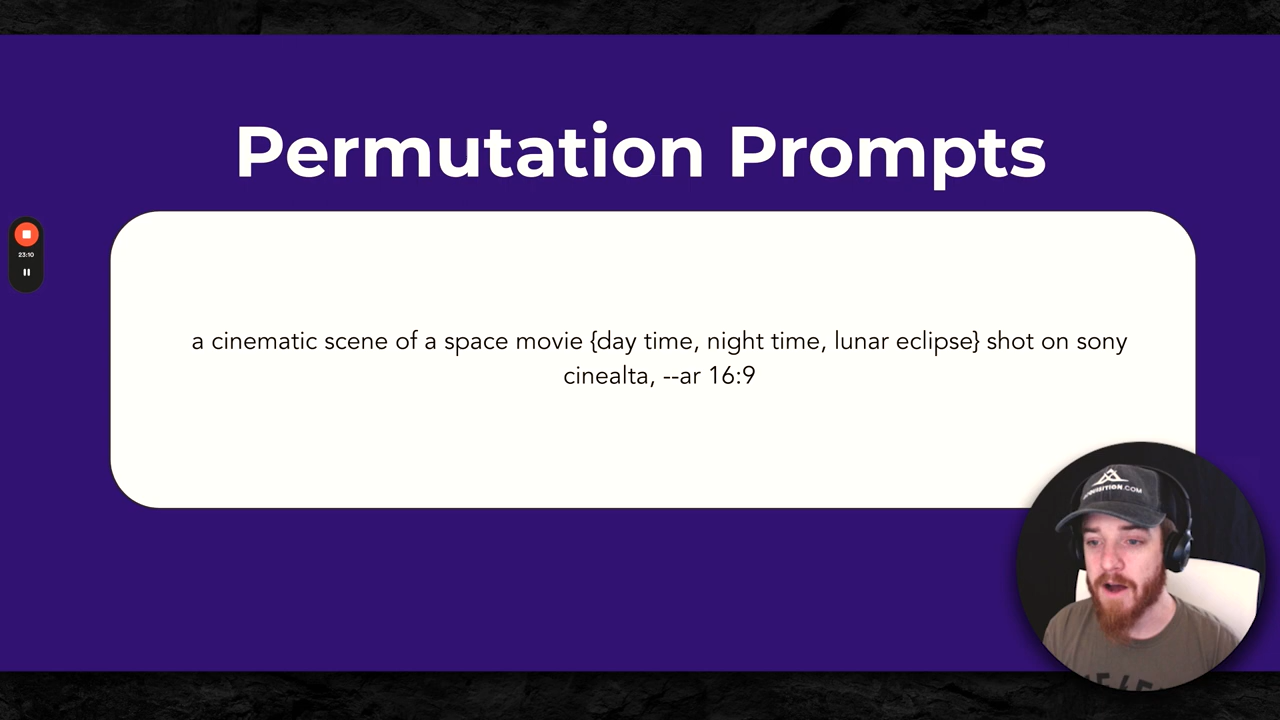 Permutation Prompts
23:10
a cinematic scene of a space movie {day time, night time, lunar eclipse} shot on sony
cinealta, --ar 16:9